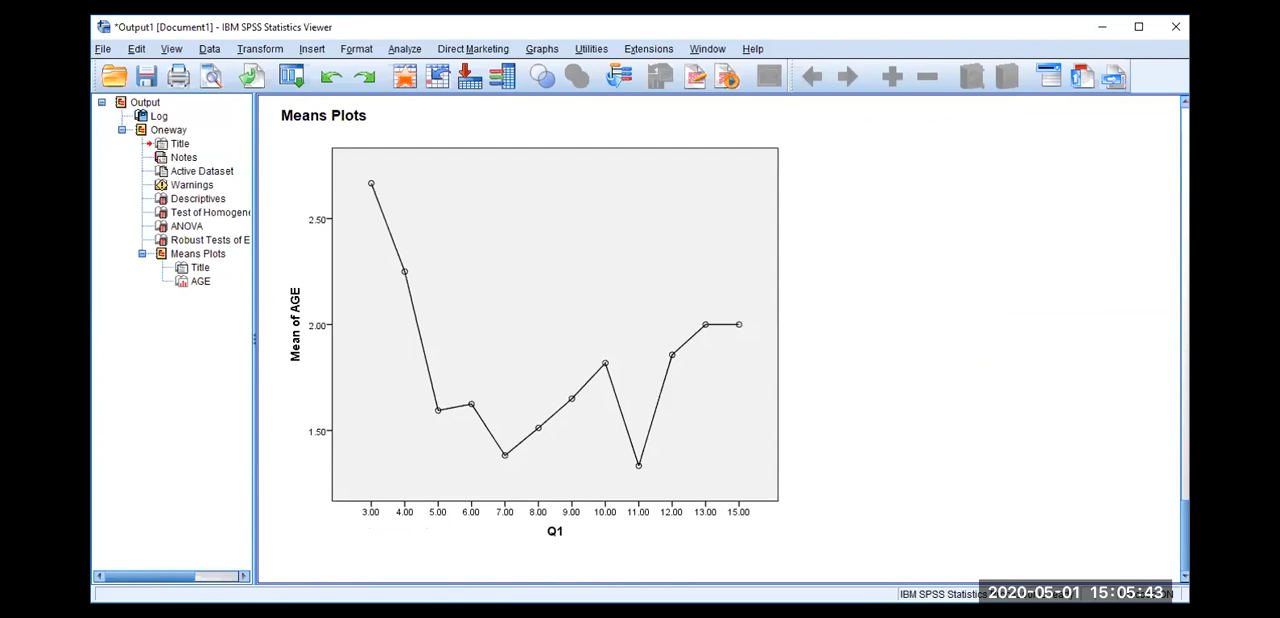 *Output1 [Document1] - IBM SPSS Statistics Viewer
File Edit View Data Transform Insert Format Analyze Direct Marketing Graphs Utilities Extensions Window Help
Output
Log
Oneway
Title
Notes
Active Dataset
Warnings
Descriptives
Test of Homogene
ANOVA
Robust Tests of E
Means Plots
Title
AGE
Means Plots
Mean of AGE
2.50
2.00
1.50
3.00 4.00 5.00 6.00 7.00 8.00 9.00 10.00 11.00 12.00 13.00 15.00
Q1
IBM SPSS Statistics
2020-05-01 15:05:43